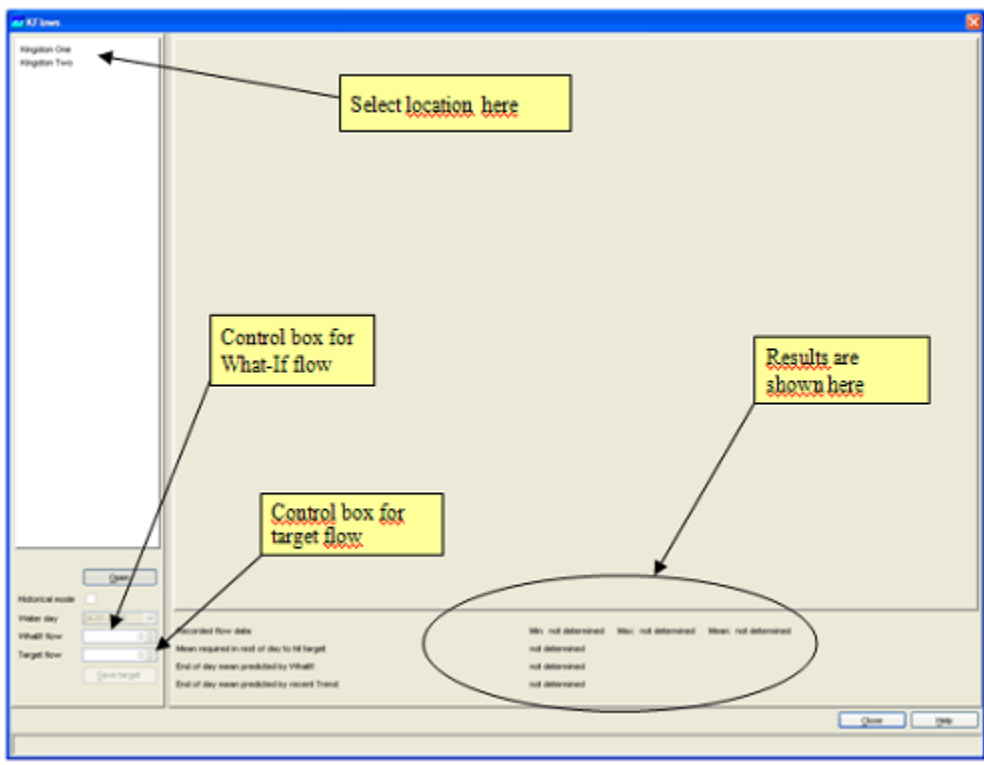 KFlows
Kingston One
Kingston Two
Select location here
Control box for
What-If flow
Results are
shown here
Control box for
target flow
Open
Historical mode
Water day
WhatIf flow
Target flow
Save target
Recorded flow data: Min: not determined Max: not determined Mean: not determined
Mean required in rest of day to hit target: not determined
End of day mean predicted by WhatIf: not determined
End of day mean predicted by recent Trend: not determined
Close Help